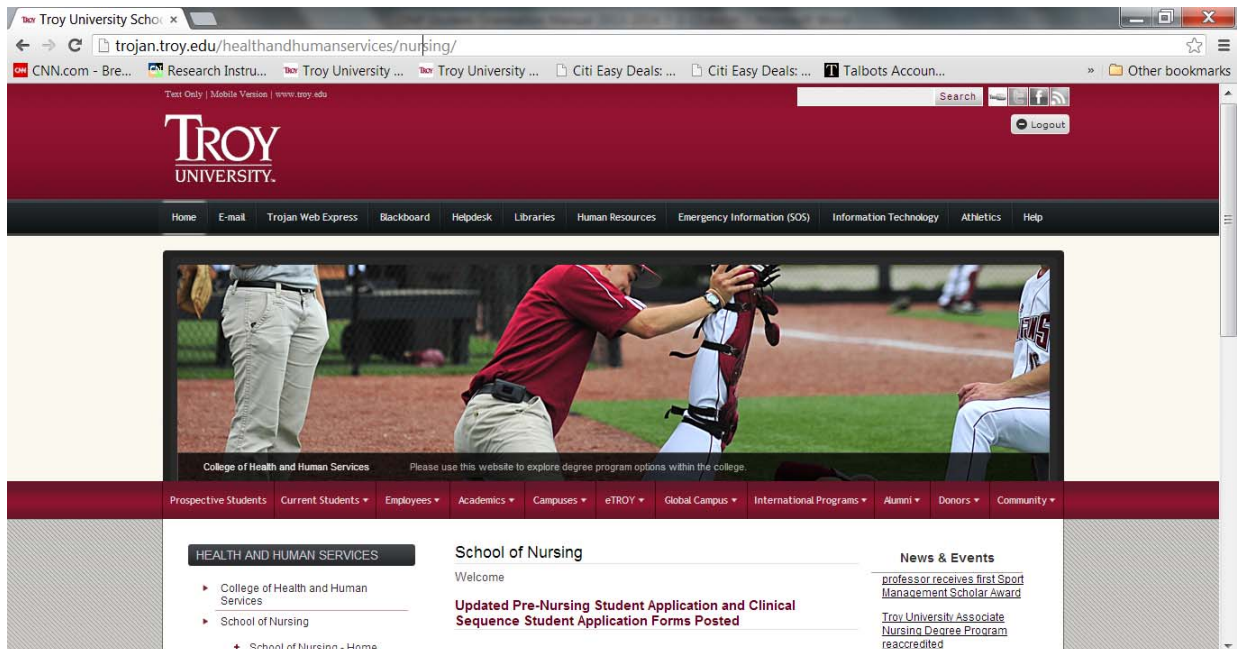 Troy University Schoo
trojan.troy.edu/healthandhumanservices/nursing/
CNN.com - Bre... Research Instru... Troy University ... Troy University ... Citi Easy Deals: ... Citi Easy Deals: ... Talbots Accoun... » Other bookmarks
Text Only | Mobile Version | www.troy.edu
Search
Logout
TROY
UNIVERSITY
Home E-mail Trojan Web Express Blackboard Helpdesk Libraries Human Resources Emergency Information (SOS) Information Technology Athletics Help
College of Health and Human Services Please use this website to explore degree program options within the college.
Prospective Students Current Students Employees Academics Campuses eTROY Global Campus International Programs Alumni Donors Community
HEALTH AND HUMAN SERVICES
College of Health and Human
Services
School of Nursing
School of Nursing - Home
School of Nursing
Welcome
Updated Pre-Nursing Student Application and Clinical
Sequence Student Application Forms Posted
News & Events
professor receives first Sport
Management Scholar Award
Troy University Associate
Nursing Degree Program
reaccredited